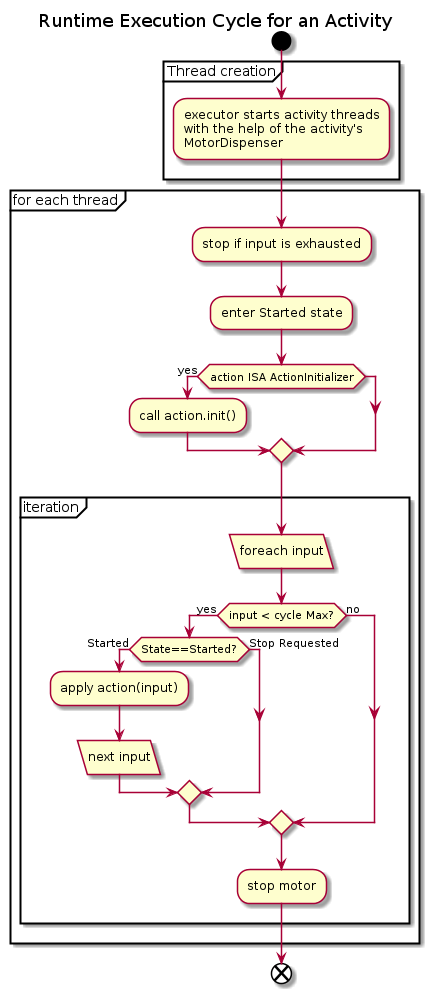 Runtime Execution Cycle for an Activity
Thread creation
executor starts activity threads
with the help of the activity's
MotorDispenser
for each thread
stop if input is exhausted
enter Started state
yes
action ISA ActionInitializer
call action.init()
iteration
foreach input
yes
input < cycle Max?
no
Started
State==Started?
Stop Requested
apply action(input)
next input
stop motor